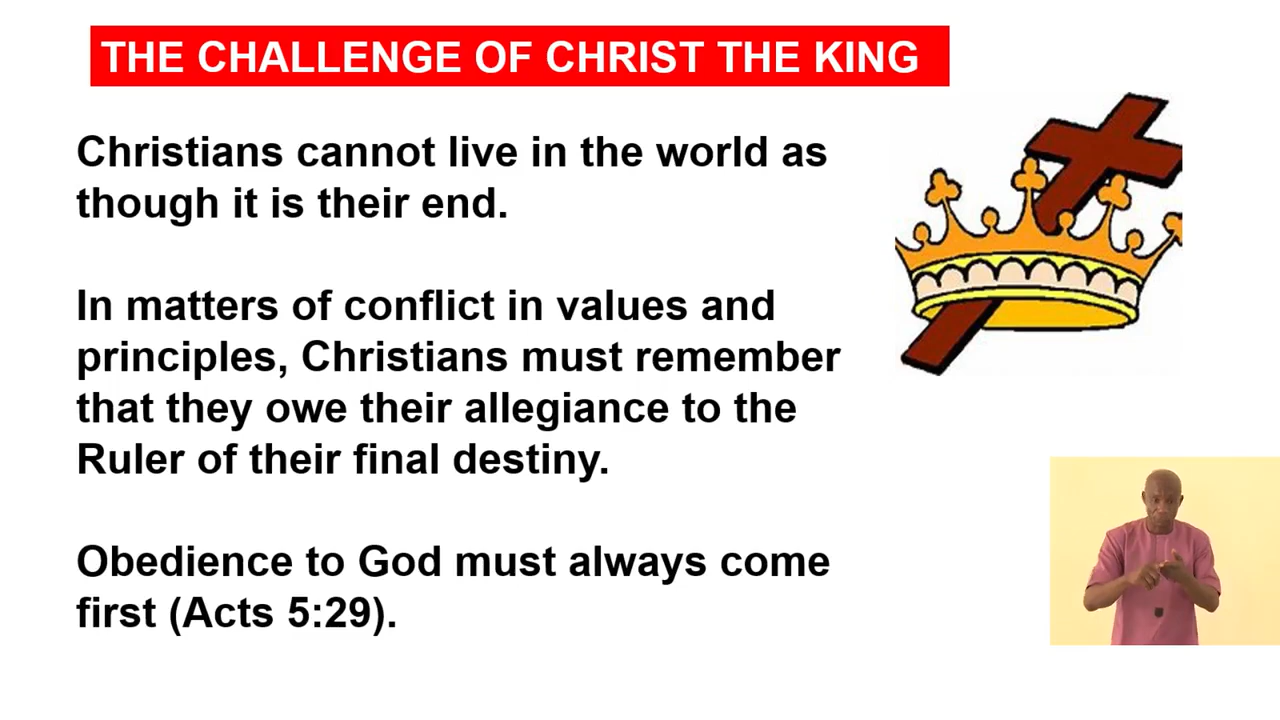 THE CHALLENGE OF CHRIST THE KING
Christians cannot live in the world as
though it is their end.
In matters of conflict in values and
principles, Christians must remember
that they owe their allegiance to the
Ruler of their final destiny.
Obedience to God must always come
first (Acts 5:29).